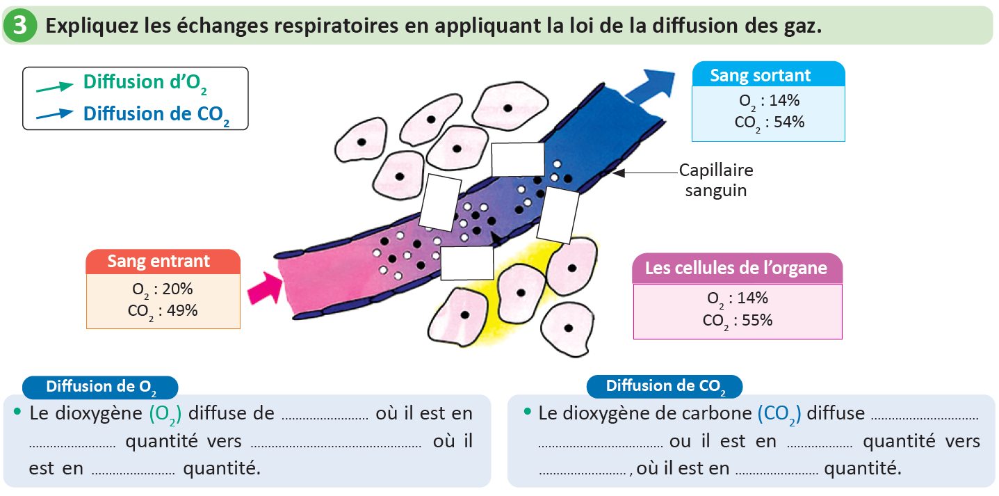 3 Expliquez les échanges respiratoires en appliquant la loi de la diffusion des gaz.
Diffusion d’O₂
Diffusion de CO₂
Sang sortant
O₂ : 14%
CO₂ : 54%
Capillaire
sanguin
Sang entrant
O₂ : 20%
CO₂ : 49%
Les cellules de l’organe
O₂ : 14%
CO₂ : 55%
Diffusion de O₂
• Le dioxygène (O₂) diffuse de .................... où il est en
.................... quantité vers ........................................ où il
est en .................... quantité.
Diffusion de CO₂
• Le dioxygène de carbone (CO₂) diffuse ..........................
.............................. ou il est en ................ quantité vers
...................., où il est en .................... quantité.